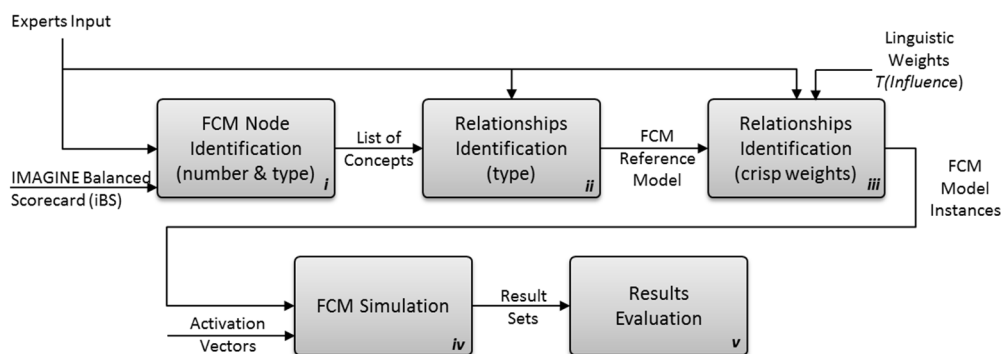 Experts Input
Linguistic
Weights
T(Influence)
FCM Node
Identification
(number & type)
i
List of
Concepts
Relationships
Identification
(type)
ii
FCM
Reference
Model
Relationships
Identification
(crisp weights)
iii
IMAGINE Balanced
Scorecard (iBS)
FCM
Model
Instances
FCM Simulation
iv
Result
Sets
Results
Evaluation
v
Activation
Vectors